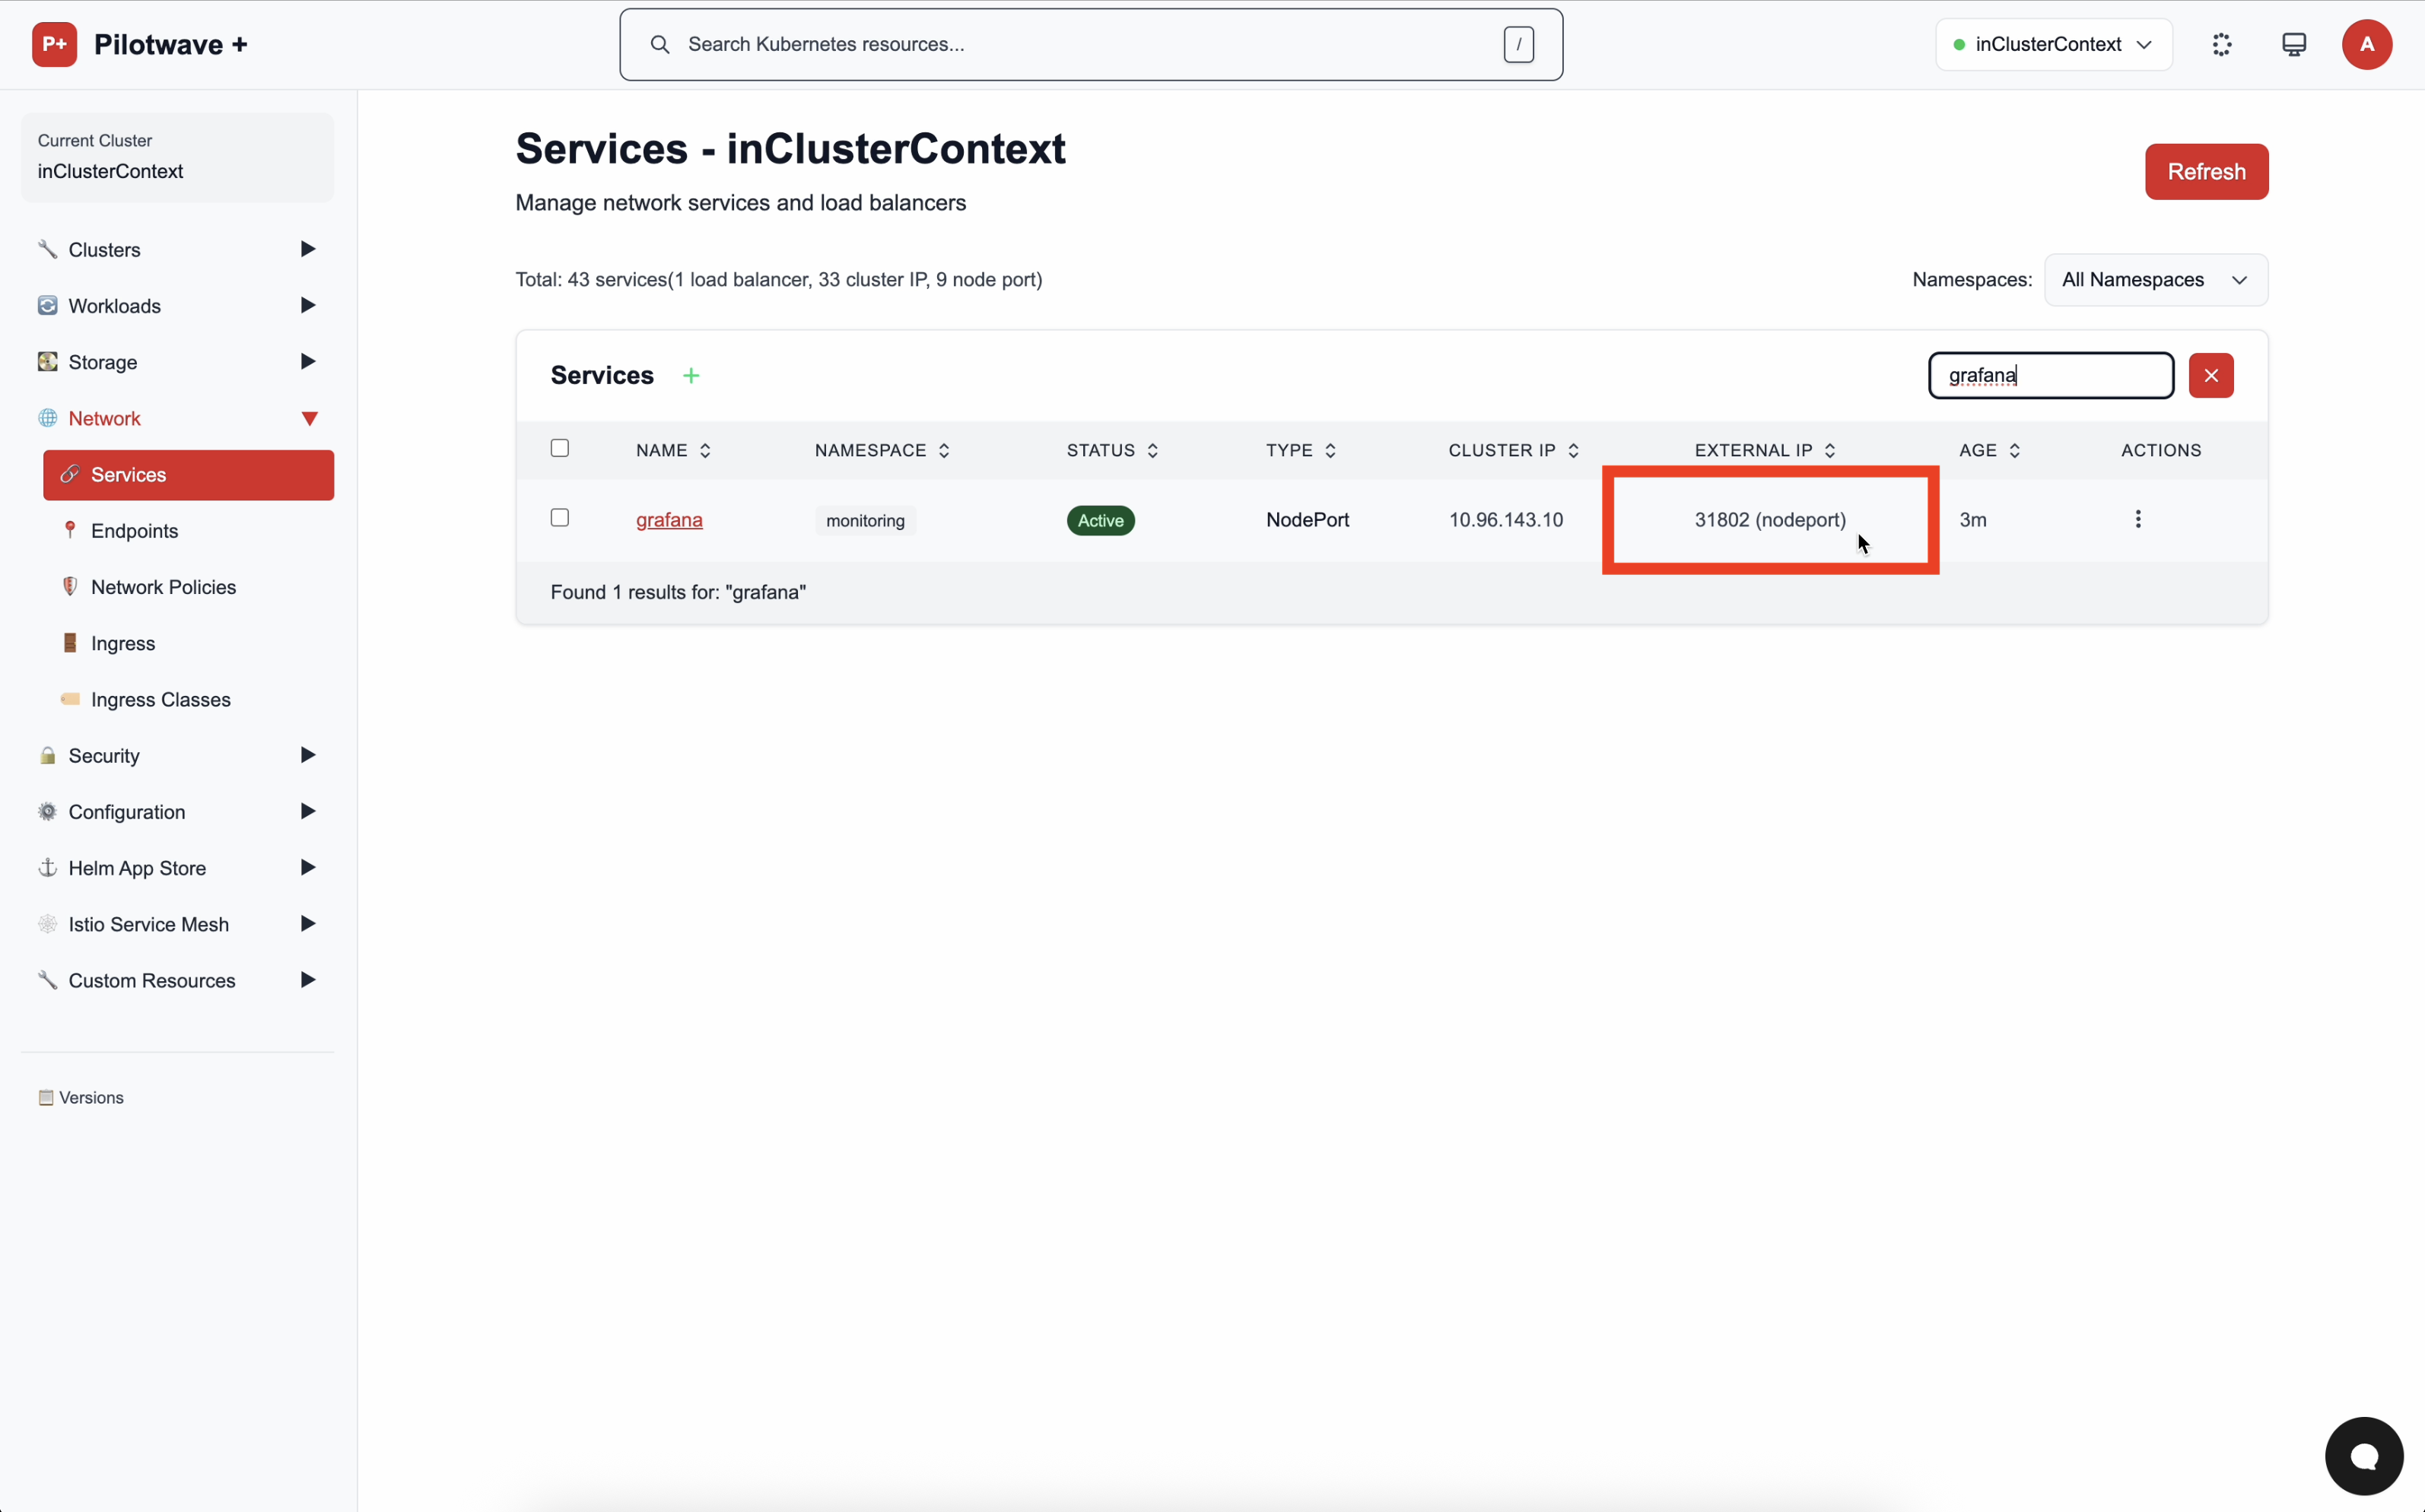 P+ Pilotwave +
Search Kubernetes resources... /
inClusterContext
A
Current Cluster
inClusterContext
Clusters
Workloads
Storage
Network
Services
Endpoints
Network Policies
Ingress
Ingress Classes
Security
Configuration
Helm App Store
Istio Service Mesh
Custom Resources
Versions
Services - inClusterContext
Manage network services and load balancers
Refresh
Total: 43 services(1 load balancer, 33 cluster IP, 9 node port)
Namespaces: All Namespaces
Services +
grafana
NAME NAMESPACE STATUS TYPE CLUSTER IP EXTERNAL IP AGE ACTIONS
grafana monitoring Active NodePort 10.96.143.10 31802 (nodeport) 3m
Found 1 results for: "grafana"